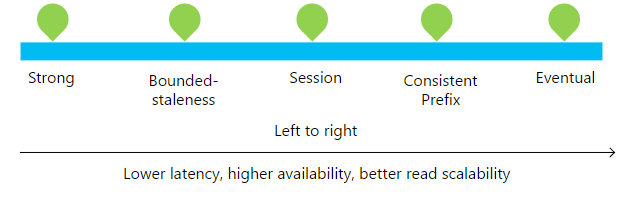 Strong
Bounded-
staleness
Session
Consistent
Prefix
Eventual
Left to right
Lower latency, higher availability, better read scalability